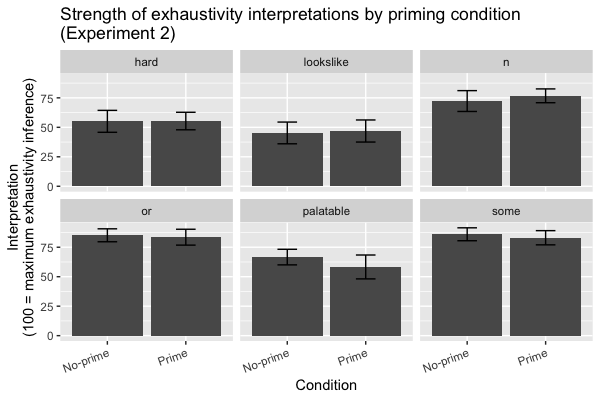 Strength of exhaustivity interpretations by priming condition
(Experiment 2)
hard
lookslike
n
75
50
25
0
or
palatable
some
75
50
25
0
Interpretation
(100 = maximum exhaustivity inference)
No-prime
Prime
No-prime
Prime
No-prime
Prime
Condition